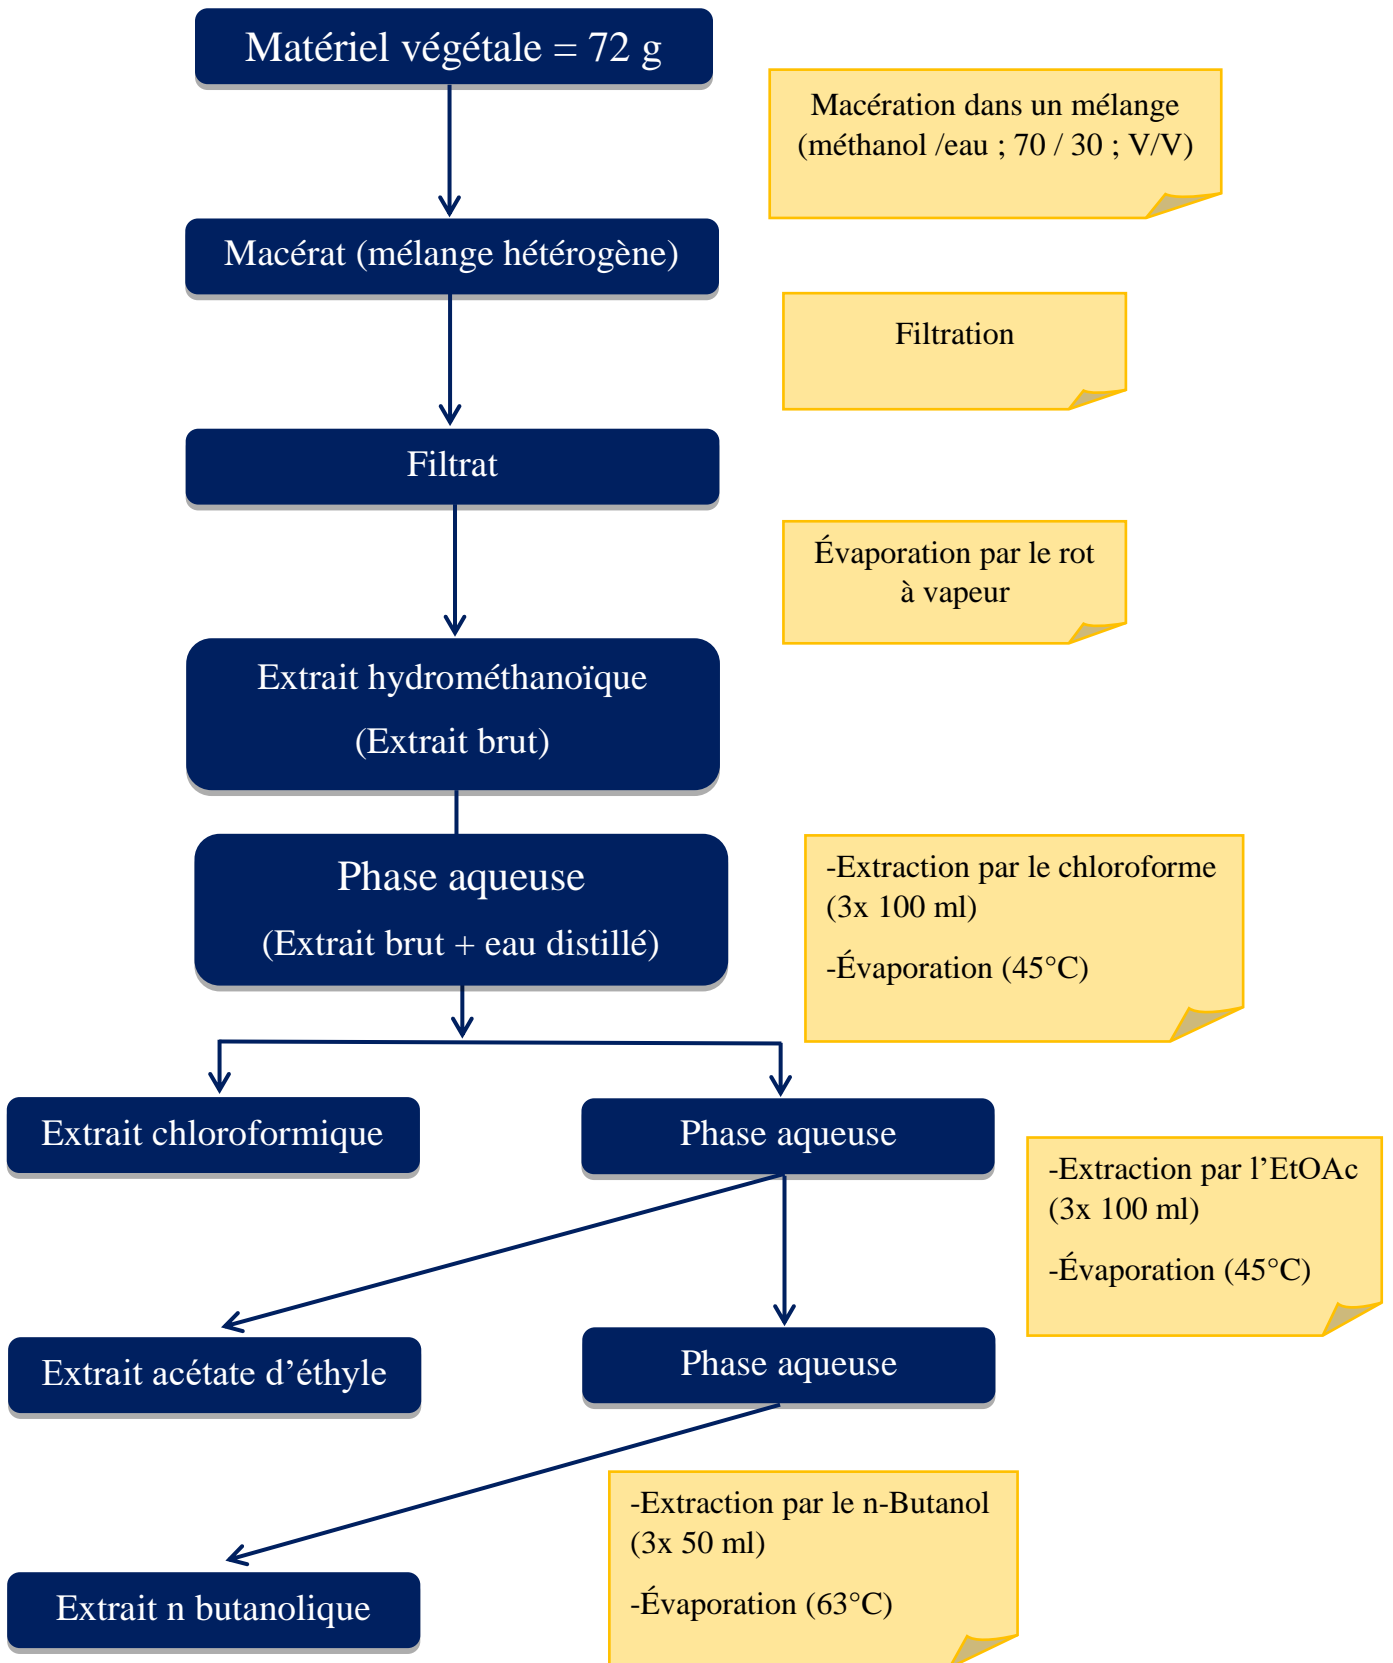 Matériel végétale = 72 g
Macération dans un mélange
(méthanol /eau ; 70 / 30 ; V/V)
Macérat (mélange hétérogène)
Filtration
Filtrat
Évaporation par le rot
à vapeur
Extrait hydrométhanoïque
(Extrait brut)
Phase aqueuse
(Extrait brut + eau distillé)
-Extraction par le chloroforme
(3x 100 ml)
-Évaporation (45°C)
Extrait chloroformique
Phase aqueuse
-Extraction par l’EtOAc
(3x 100 ml)
-Évaporation (45°C)
Extrait acétate d’éthyle
Phase aqueuse
-Extraction par le n-Butanol
(3x 50 ml)
-Évaporation (63°C)
Extrait n butanolique